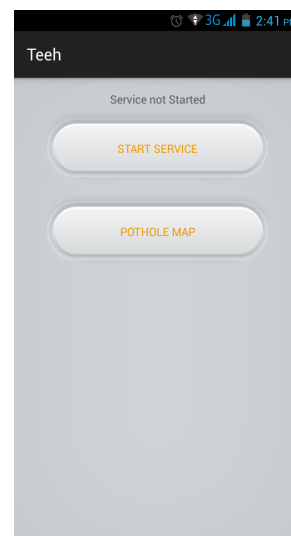 3G 2:41 P
Teeh
Service not Started
START SERVICE
POTHOLE MAP